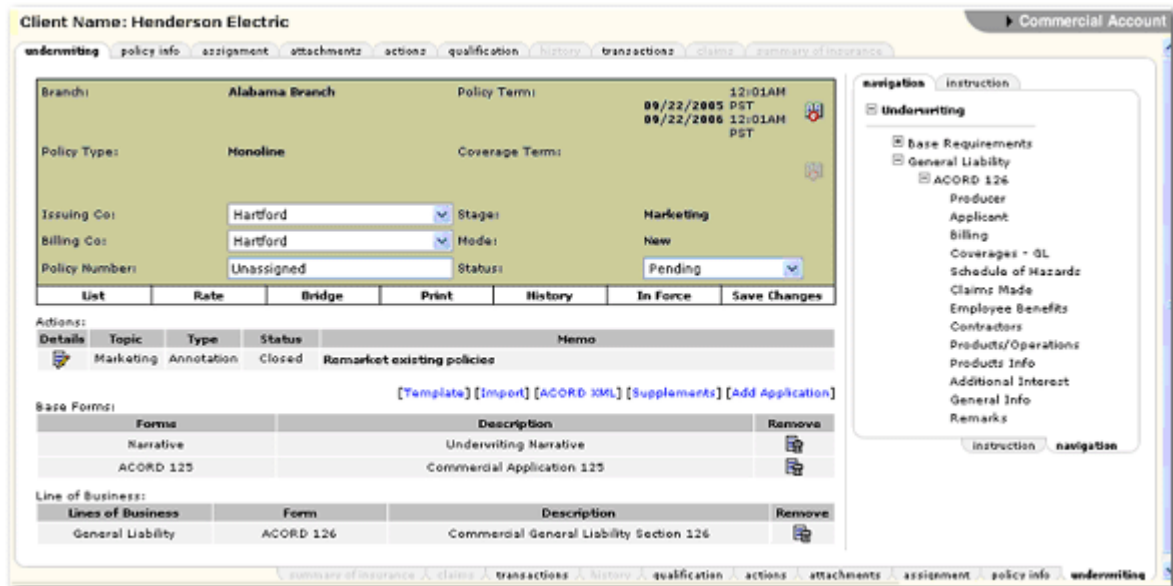 Client Name: Henderson Electric
Commercial Account
underwriting policy info assignment attachments actions qualification history transactions claims summary of insurance
navigation instruction
Branch: Alabama Branch Policy Term: 09/22/2005 12:01AM PST
09/22/2006 12:01AM PST
Policy Type: Monoline Coverage Term:
Issuing Co: Hartford Stage: Marketing
Billing Co: Hartford Mode: New
Policy Number: Unassigned Status: Pending
List Rate Bridge Print History In Force Save Changes
Actions:
Details Topic Type Status Memo
Marketing Annotation Closed Remarket existing policies
[Template] [Import] [ACORD XML] [Supplements] [Add Application]
Base Forms:
Forms Description Remove
Narrative Underwriting Narrative
ACORD 125 Commercial Application 125
Line of Business:
Lines of Business Form Description Remove
General Liability ACORD 126 Commercial General Liability Section 126
Underwriting
Base Requirements
General Liability
ACORD 126
Producer
Applicant
Billing
Coverages - GL
Schedule of Hazards
Claims Made
Employee Benefits
Contractors
Products/Operations
Products Info
Additional Interest
General Info
Remarks
instruction navigation
summary of insurance claims transactions history qualification actions attachments assignment policy info underwriting